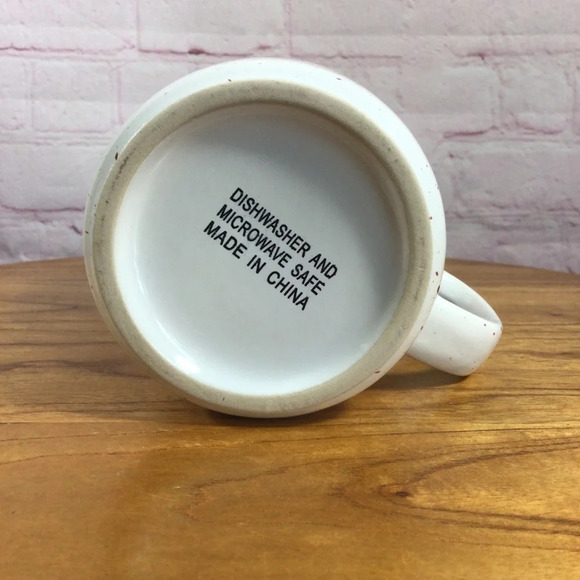 DISHWASHER AND
MICROWAVE SAFE
MADE IN CHINA